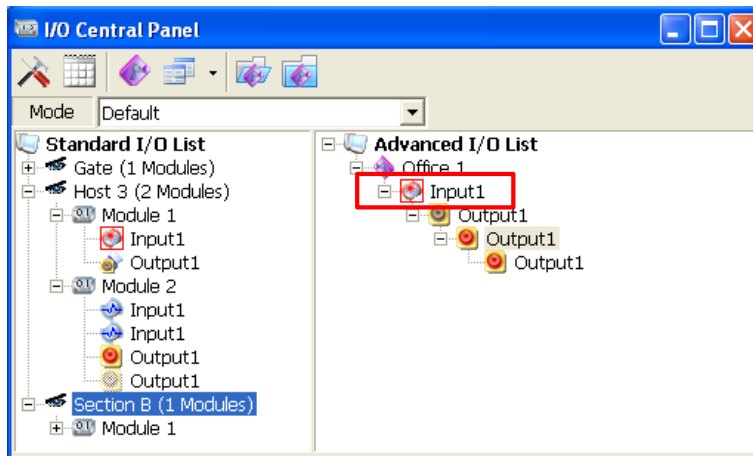 I/O Central Panel
Mode Default
Standard I/O List
Gate (1 Modules)
Host 3 (2 Modules)
Module 1
Input1
Output1
Module 2
Input1
Input1
Output1
Output1
Section B (1 Modules)
Module 1
Advanced I/O List
Office 1
Input1
Output1
Output1
Output1